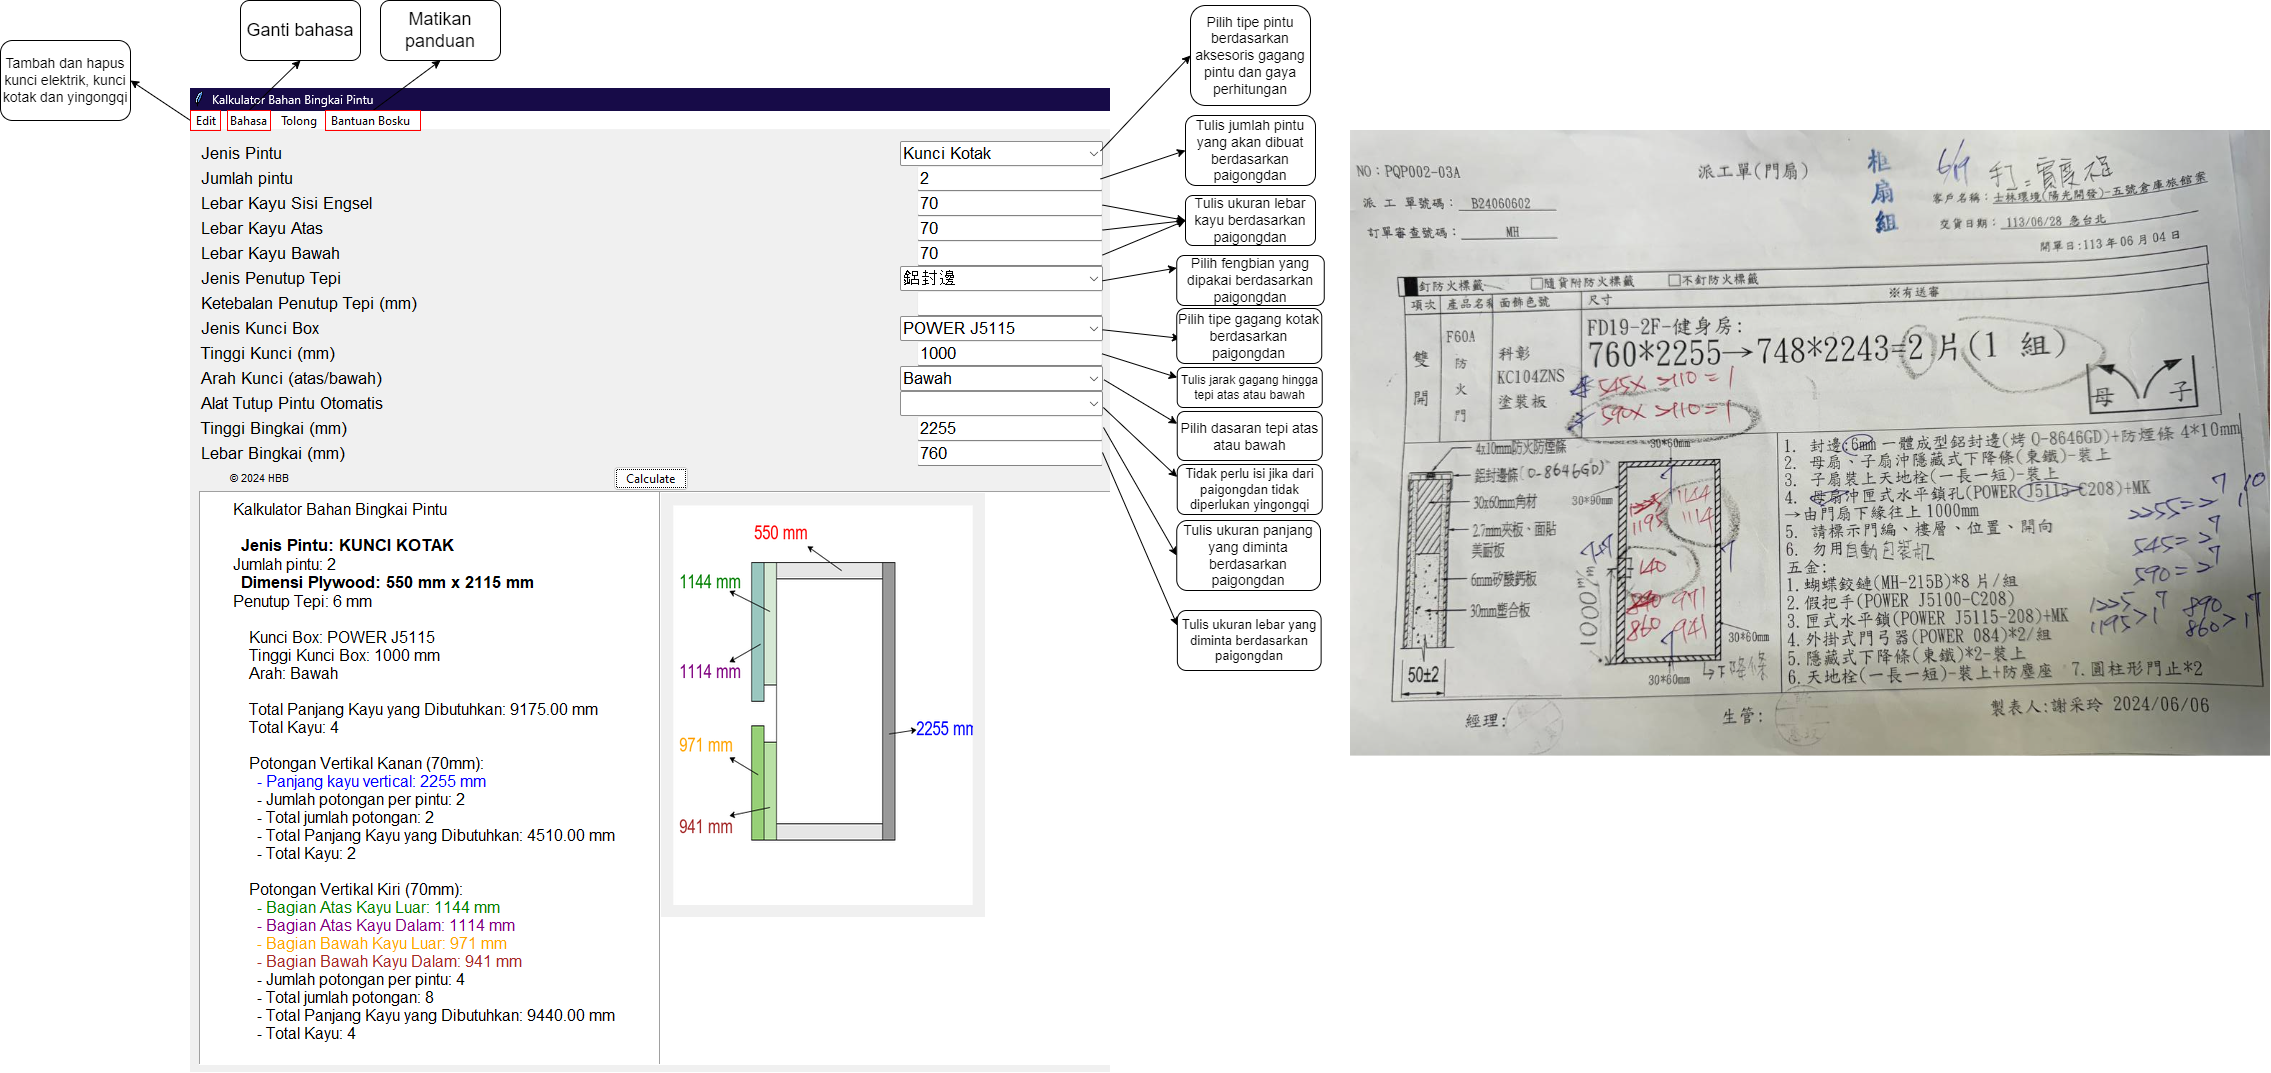 Ganti bahasa
Matikan
panduan
Tambah dan hapus
kunci elektrik, kunci
kotak dan yingongqi
Kalkulator Bahan Bingkai Pintu
Edit Bahasa Tolong Bantuan Bosku
Jenis Pintu Kunci Kotak
Jumlah pintu 2
Lebar Kayu Sisi Engsel 70
Lebar Kayu Atas 70
Lebar Kayu Bawah 70
Jenis Penutup Tepi 鋁封邊
Ketebalan Penutup Tepi (mm)
Jenis Kunci Box POWER J5115
Tinggi Kunci (mm) 1000
Arah Kunci (atas/bawah) Bawah
Alat Tutup Pintu Otomatis
Tinggi Bingkai (mm) 2255
Lebar Bingkai (mm) 760
© 2024 HBB Calculate
Kalkulator Bahan Bingkai Pintu
Jenis Pintu: KUNCI KOTAK
Jumlah pintu: 2
Dimensi Plywood: 550 mm x 2115 mm
Penutup Tepi: 6 mm
Kunci Box: POWER J5115
Tinggi Kunci Box: 1000 mm
Arah: Bawah
Total Panjang Kayu yang Dibutuhkan: 9175.00 mm
Total Kayu: 4
Potongan Vertikal Kanan (70mm):
- Panjang kayu vertical: 2255 mm
- Jumlah potongan per pintu: 2
- Total jumlah potongan: 2
- Total Panjang Kayu yang Dibutuhkan: 4510.00 mm
- Total Kayu: 2
Potongan Vertikal Kiri (70mm):
- Bagian Atas Kayu Luar: 1144 mm
- Bagian Atas Kayu Dalam: 1114 mm
- Bagian Bawah Kayu Luar: 971 mm
- Bagian Bawah Kayu Dalam: 941 mm
- Jumlah potongan per pintu: 4
- Total jumlah potongan: 8
- Total Panjang Kayu yang Dibutuhkan: 9440.00 mm
- Total Kayu: 4
550 mm
1144 mm
1114 mm
971 mm
941 mm
2255 mm
Pilih tipe pintu
berdasarkan
aksesoris gagang
pintu dan gaya
perhitungan
Tulis jumlah pintu
yang akan dibuat
berdasarkan
paigongdan
Tulis ukuran lebar
kayu berdasarkan
paigongdan
Pilih fengbian yang
dipakai berdasarkan
paigongdan
Pilih tipe gagang kotak
berdasarkan
paigongdan
Tulis jarak gagang hingga
tepi atas atau bawah
Pilih dasaran tepi atas
atau bawah
Tidak perlu isi jika dari
paigongdan tidak
diperlukan yingongqi
Tulis ukuran panjang
yang diminta
berdasarkan
paigongdan
Tulis ukuran lebar yang
diminta berdasarkan
paigongdan
NO：PQP002-03A
派工單(門扇)
框扇組
6/9
派 工 單號碼： B24060602
客戶名稱：士林環境(陽光開發)-五號倉庫旅館案
訂單審查號碼： MH
交貨日期： 113/06/28 急台北
開單日:113 年 06 月 04 日
釘防火標籤 □隨貨附防火標籤 □不釘防火標籤
※有送審
項次 產品名稱 面飾色號 尺寸
雙開
F60A
防火門
科彰
KC104ZNS
塗裝板
FD19-2F-健身房:
760*2255→748*2243=2 片(1 組)
545× 2110 = 1
590× 2110 = 1
母 子
4x10mm防火防煙條
鋁封邊條(O-8646GD)
30x60mm角材
2.7mm夾板、面貼
美耐板
6mm矽酸鈣板
30mm塑合板
50±2
30*60mm
30*90mm
1195
1144
1114
140
890 971
860 941
1000m/m
30*60mm
30*60mm
下降條
1. 封邊:6mm 一體成型鋁封邊(烤 O-8646GD)+防煙條 4*10mm
2. 母扇、子扇沖隱藏式下降條(東鐵)-裝上
3. 子扇裝上天地栓(一長一短)-裝上
4. 母扇沖匣式水平鎖孔(POWER J5115-C208)+MK
→由門扇下緣往上 1000mm
5. 請標示門編、樓層、位置、開向
6. 勿用自動包裝机
五金:
1.蝴蝶鉸鏈(MH-215B)*8 片/組
2.假把手(POWER J5100-C208)
3.匣式水平鎖(POWER J5115-208)+MK
4.外掛式門弓器(POWER 084)*2/組
5.隱藏式下降條(東鐵)*2-裝上
6.天地栓(一長一短)-裝上+防塵座 7.圓柱形門止*2
經理:
生管:
製表人:謝采玲 2024/06/06